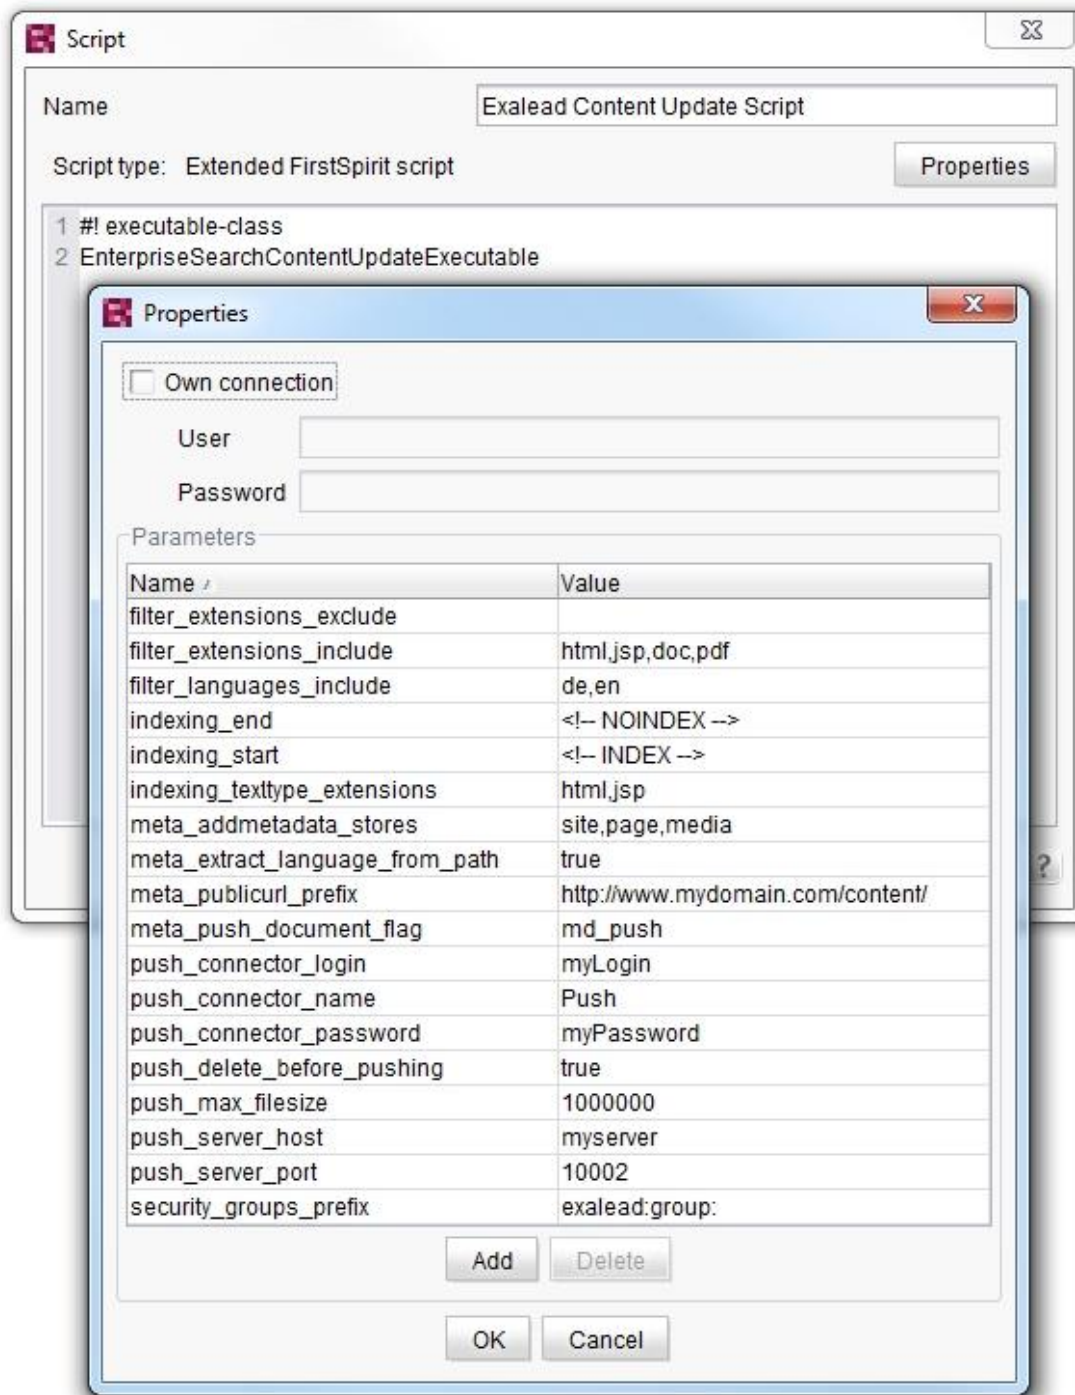 Script
Name Exalead Content Update Script
Script type: Extended FirstSpirit script Properties
1 #! executable-class
2 EnterpriseSearchContentUpdateExecutable
Properties
Own connection
User
Password
Parameters
Name Value
filter_extensions_exclude
filter_extensions_include html,jsp,doc,pdf
filter_languages_include de,en
indexing_end <!-- NOINDEX -->
indexing_start <!-- INDEX -->
indexing_texttype_extensions html,jsp
meta_addmetadata_stores site,page,media
meta_extract_language_from_path true
meta_publicurl_prefix http://www.mydomain.com/content/
meta_push_document_flag md_push
push_connector_login myLogin
push_connector_name Push
push_connector_password myPassword
push_delete_before_pushing true
push_max_filesize 1000000
push_server_host myserver
push_server_port 10002
security_groups_prefix exalead:group:
Add Delete
OK Cancel
?